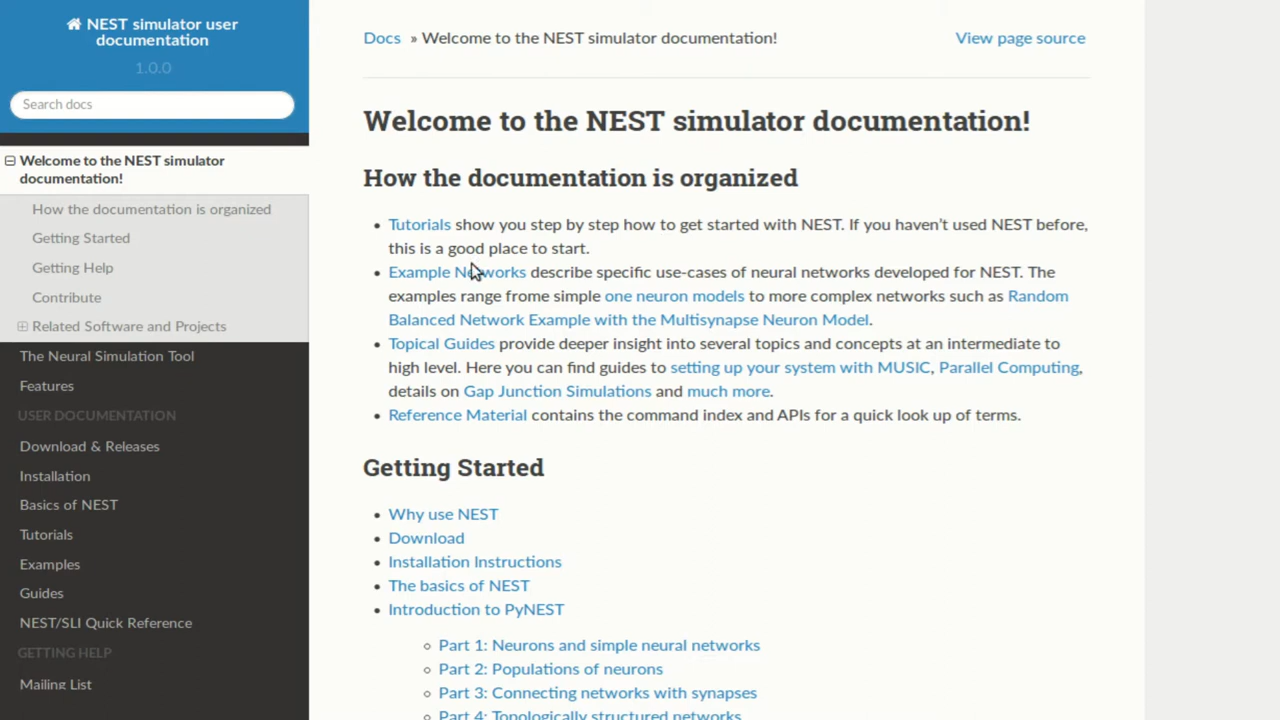 NEST simulator user
documentation
1.0.0
Search docs
Welcome to the NEST simulator
documentation!
How the documentation is organized
Getting Started
Getting Help
Contribute
Related Software and Projects
The Neural Simulation Tool
Features
USER DOCUMENTATION
Download & Releases
Installation
Basics of NEST
Tutorials
Examples
Guides
NEST/SLI Quick Reference
GETTING HELP
Mailing List
Docs » Welcome to the NEST simulator documentation! View page source
Welcome to the NEST simulator documentation!
How the documentation is organized
• Tutorials show you step by step how to get started with NEST. If you haven’t used NEST before,
this is a good place to start.
• Example Networks describe specific use-cases of neural networks developed for NEST. The
examples range frome simple one neuron models to more complex networks such as Random
Balanced Network Example with the Multisynapse Neuron Model.
• Topical Guides provide deeper insight into several topics and concepts at an intermediate to
high level. Here you can find guides to setting up your system with MUSIC, Parallel Computing,
details on Gap Junction Simulations and much more.
• Reference Material contains the command index and APIs for a quick look up of terms.
Getting Started
• Why use NEST
• Download
• Installation Instructions
• The basics of NEST
• Introduction to PyNEST
◦ Part 1: Neurons and simple neural networks
◦ Part 2: Populations of neurons
◦ Part 3: Connecting networks with synapses
◦ Part 4: Topologically structured networks